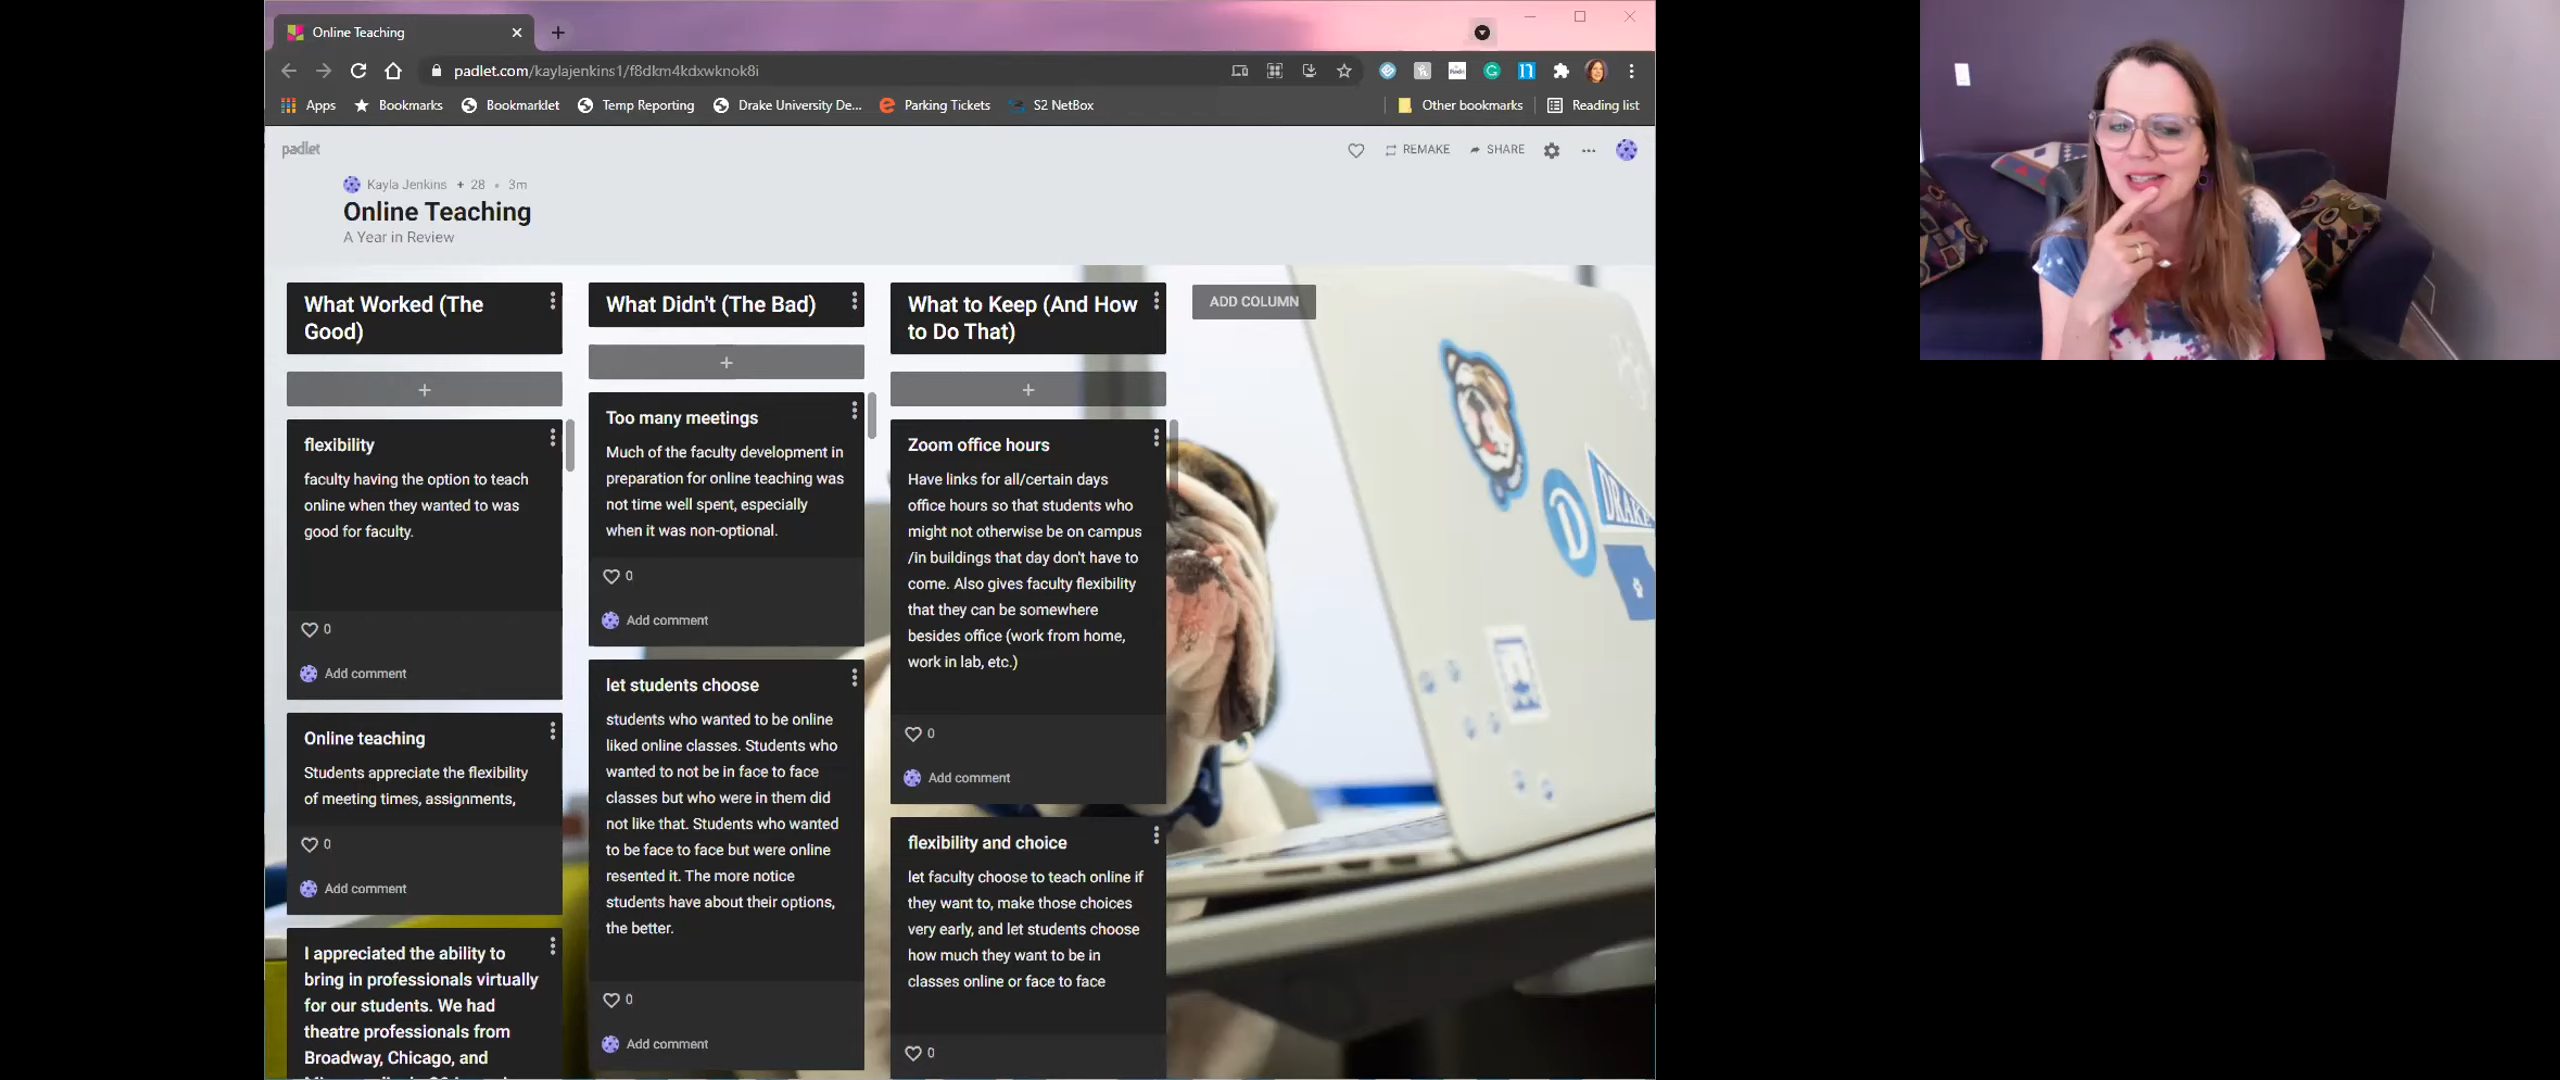 Online Teaching
padlet.com/kaylajenkins1/f8dkm4kdxwknok8i
Apps
Bookmarks
Bookmarklet
Temp Reporting
Drake University De...
Parking Tickets
S2 NetBox
Other bookmarks
Reading list
padlet
REMAKE
SHARE
Kayla Jenkins + 28 • 3m
Online Teaching
A Year in Review
What Worked (The
Good)
+
flexibility
faculty having the option to teach
online when they wanted to was
good for faculty.
0
Add comment
Online teaching
Students appreciate the flexibility
of meeting times, assignments,
0
Add comment
I appreciated the ability to
bring in professionals virtually
for our students. We had
theatre professionals from
Broadway, Chicago, and
What Didn't (The Bad)
+
Too many meetings
Much of the faculty development in
preparation for online teaching was
not time well spent, especially
when it was non-optional.
0
Add comment
let students choose
students who wanted to be online
liked online classes. Students who
wanted to not be in face to face
classes but who were in them did
not like that. Students who wanted
to be face to face but were online
resented it. The more notice
students have about their options,
the better.
0
Add comment
What to Keep (And How
to Do That)
+
Zoom office hours
Have links for all/certain days
office hours so that students who
might not otherwise be on campus
/in buildings that day don't have to
come. Also gives faculty flexibility
that they can be somewhere
besides office (work from home,
work in lab, etc.)
0
Add comment
flexibility and choice
let faculty choose to teach online if
they want to, make those choices
very early, and let students choose
how much they want to be in
classes online or face to face
0
ADD COLUMN
D
DRAKE